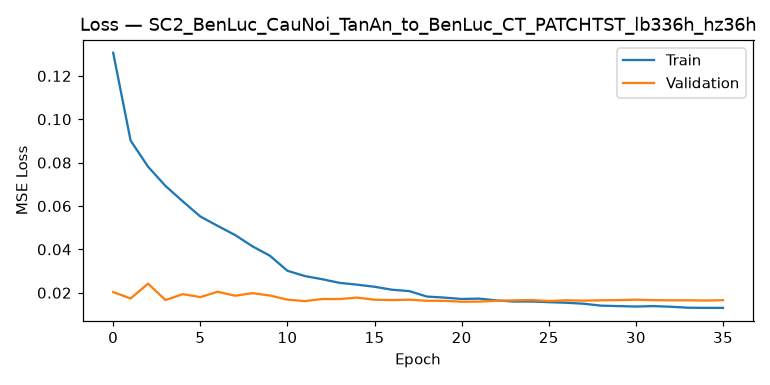 Loss — SC2_BenLuc_CauNoi_TanAn_to_BenLuc_CT_PATCHTST_lb336h_hz36h
Train
Validation
MSE Loss
0.12
0.10
0.08
0.06
0.04
0.02
0 5 10 15 20 25 30 35
Epoch